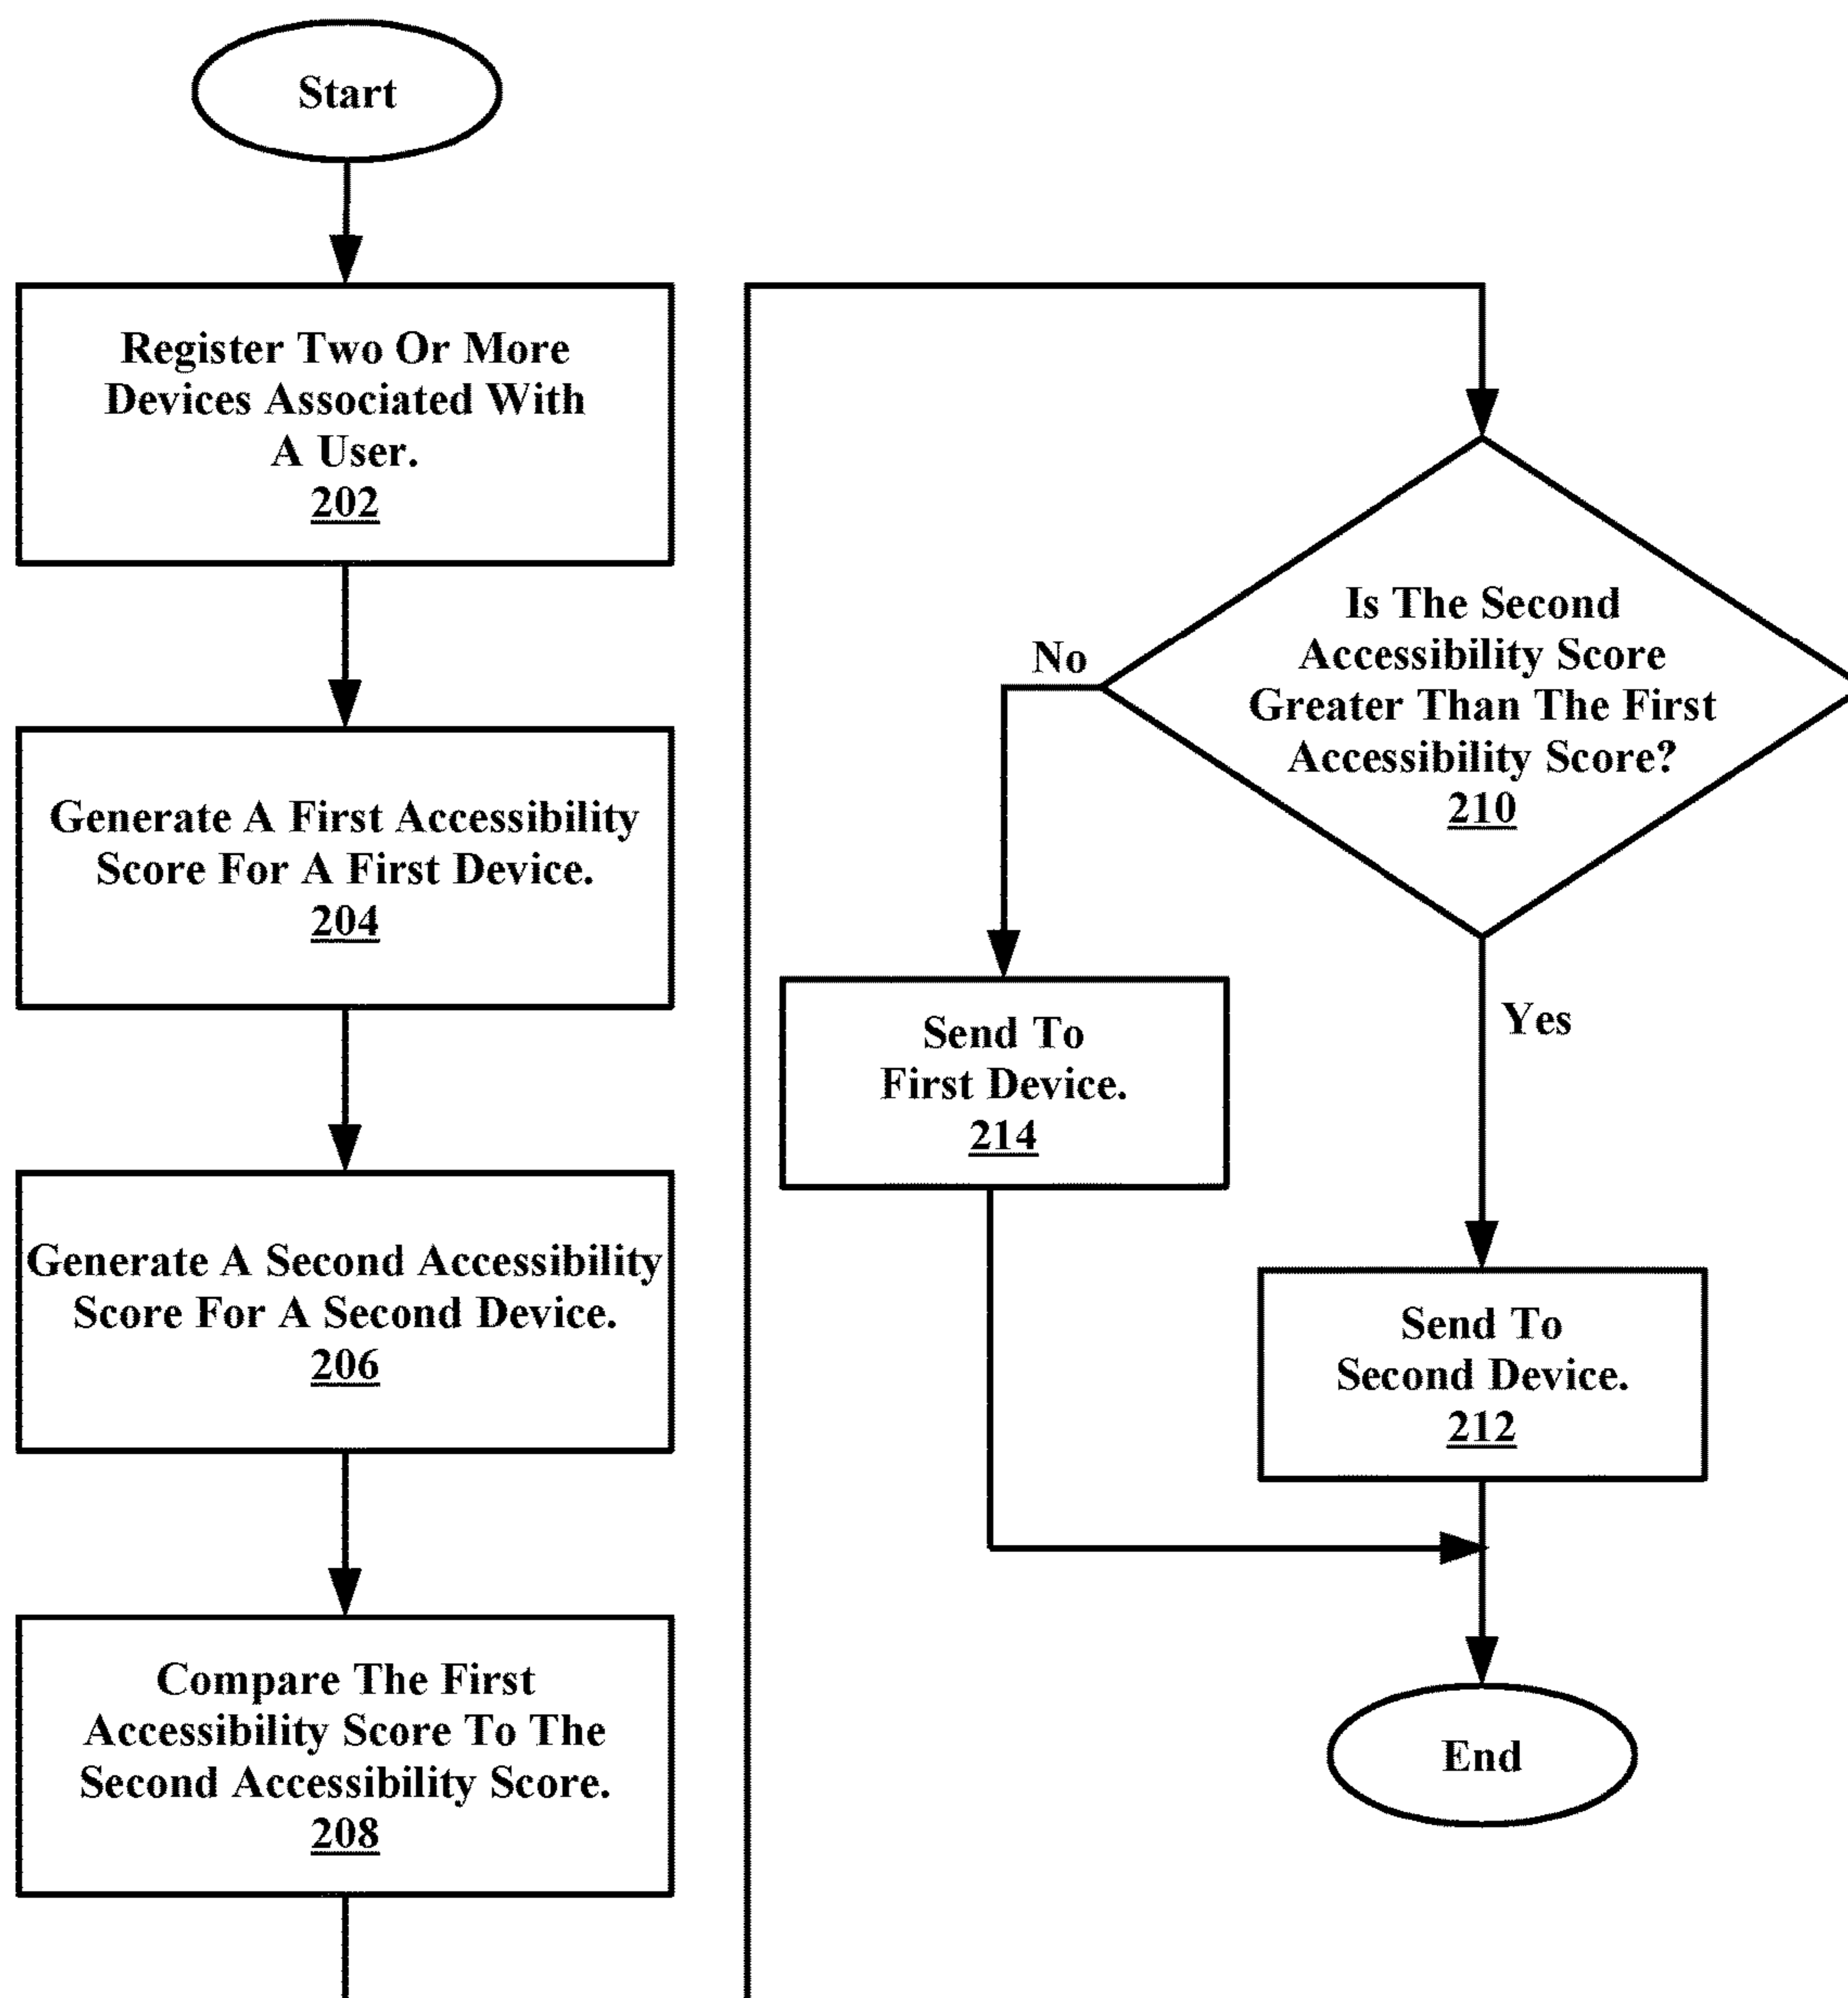 Start
Register Two Or More
Devices Associated With
A User.
202
Generate A First Accessibility
Score For A First Device.
204
Generate A Second Accessibility
Score For A Second Device.
206
Compare The First
Accessibility Score To The
Second Accessibility Score.
208
Is The Second
Accessibility Score
Greater Than The First
Accessibility Score?
210
No
Yes
Send To
First Device.
214
Send To
Second Device.
212
End